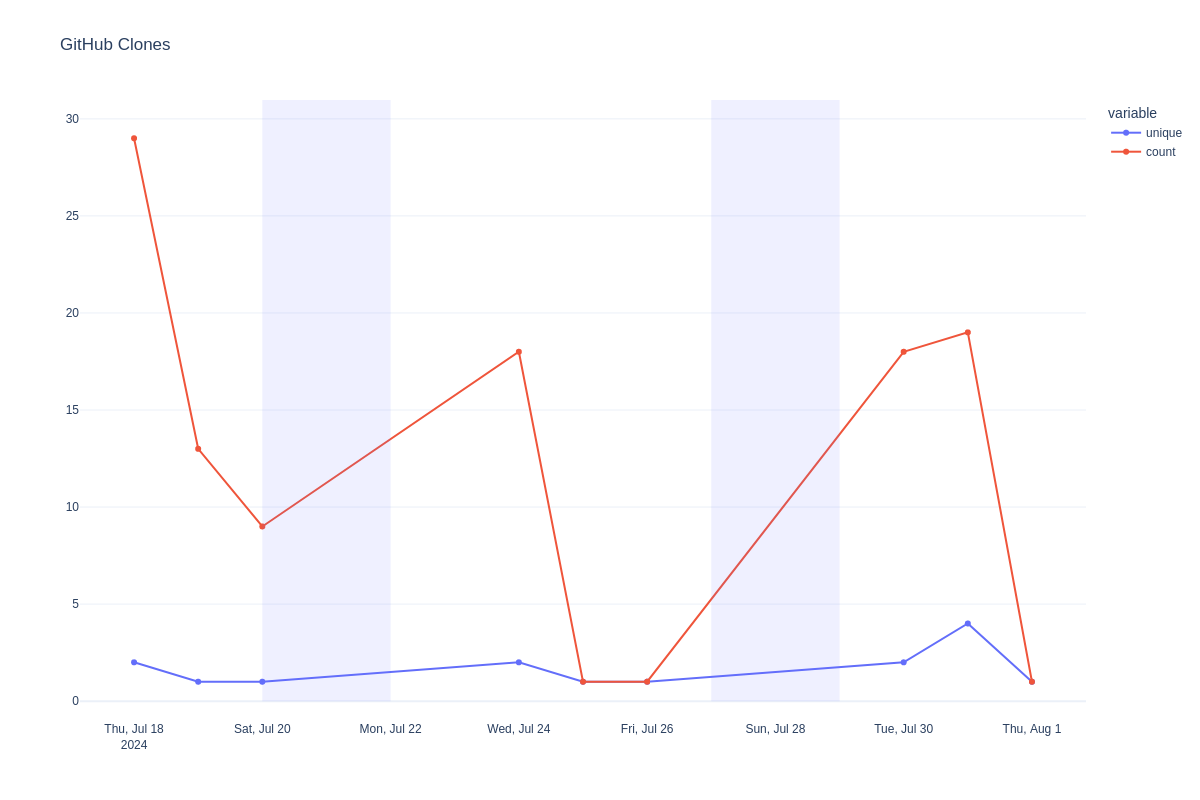 GitHub Clones
variable
unique
count
30
25
20
15
10
5
0
Thu, Jul 18
2024
Sat, Jul 20
Mon, Jul 22
Wed, Jul 24
Fri, Jul 26
Sun, Jul 28
Tue, Jul 30
Thu, Aug 1